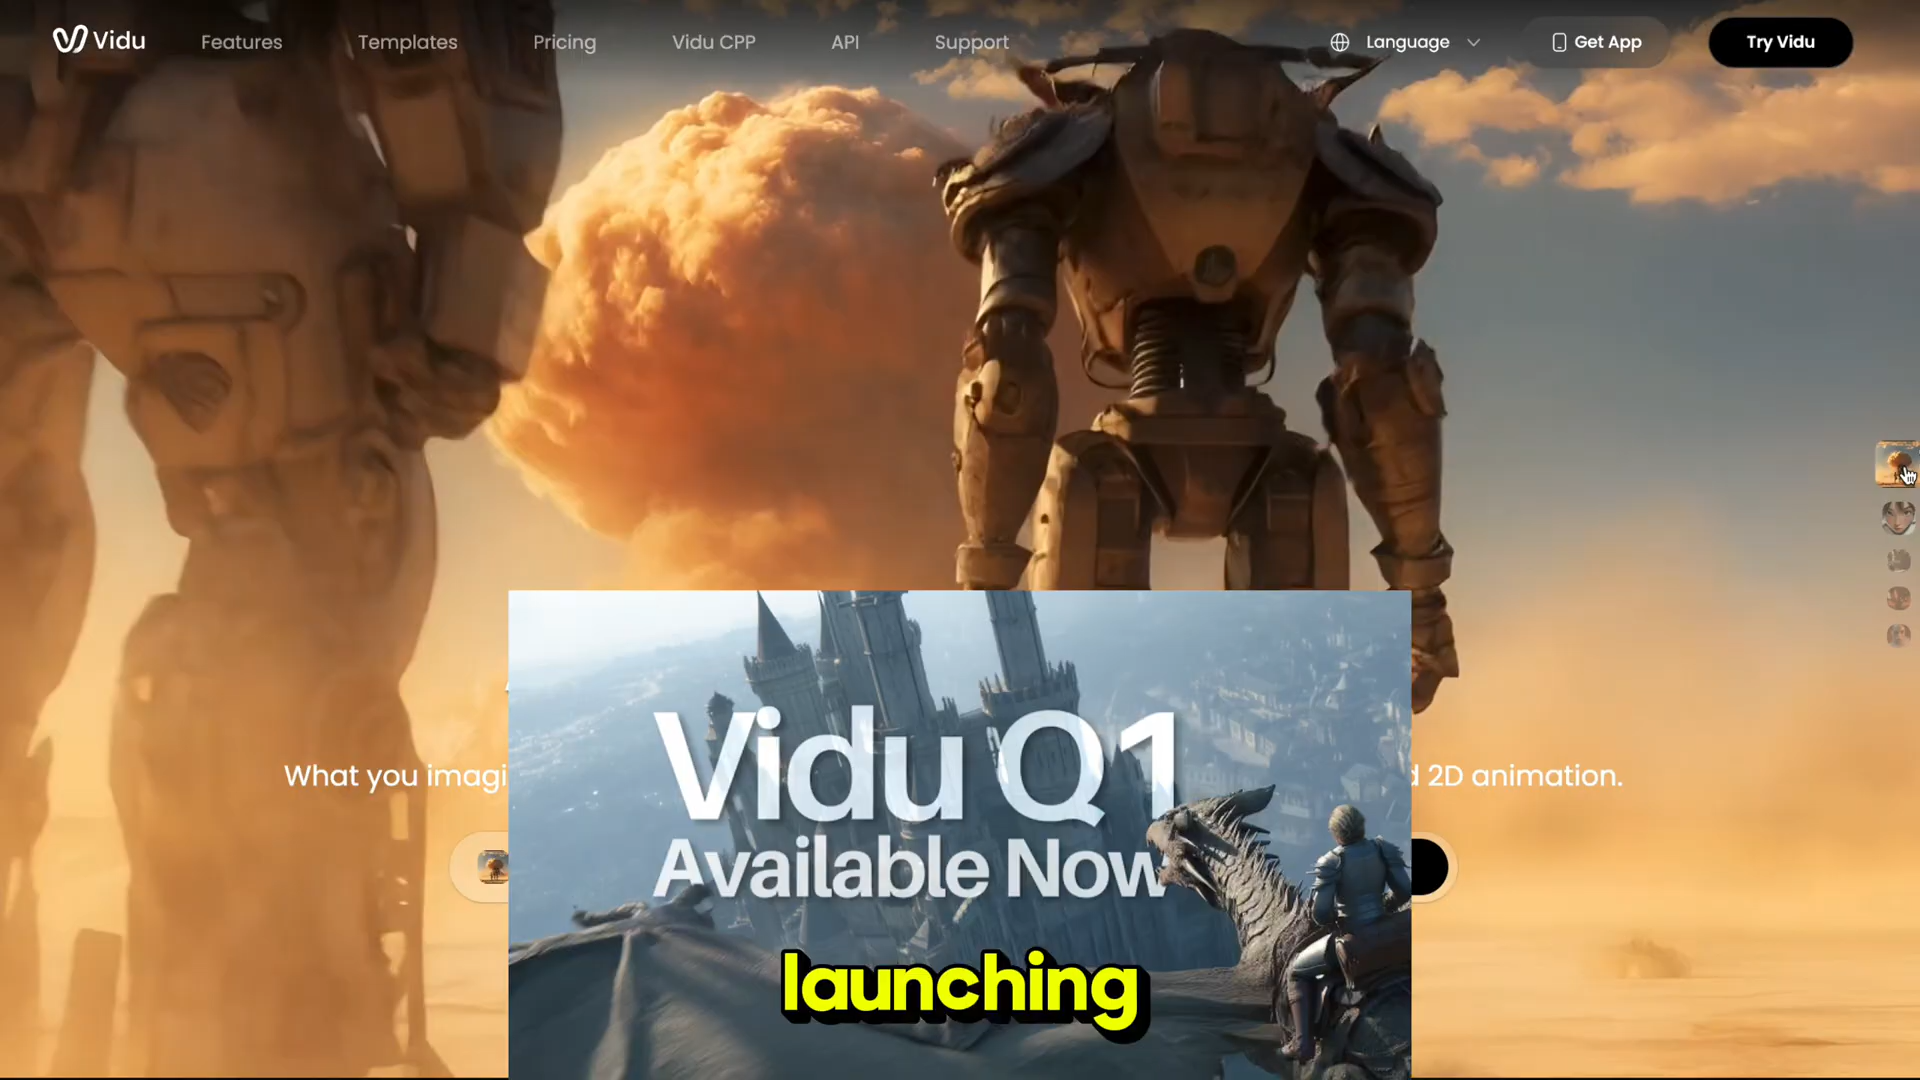 Vidu
Features
Templates
Pricing
Vidu CPP
API
Support
Language
Get App
Try Vidu
What you imagi
d 2D animation.
Vidu Q1
Available Now
launching